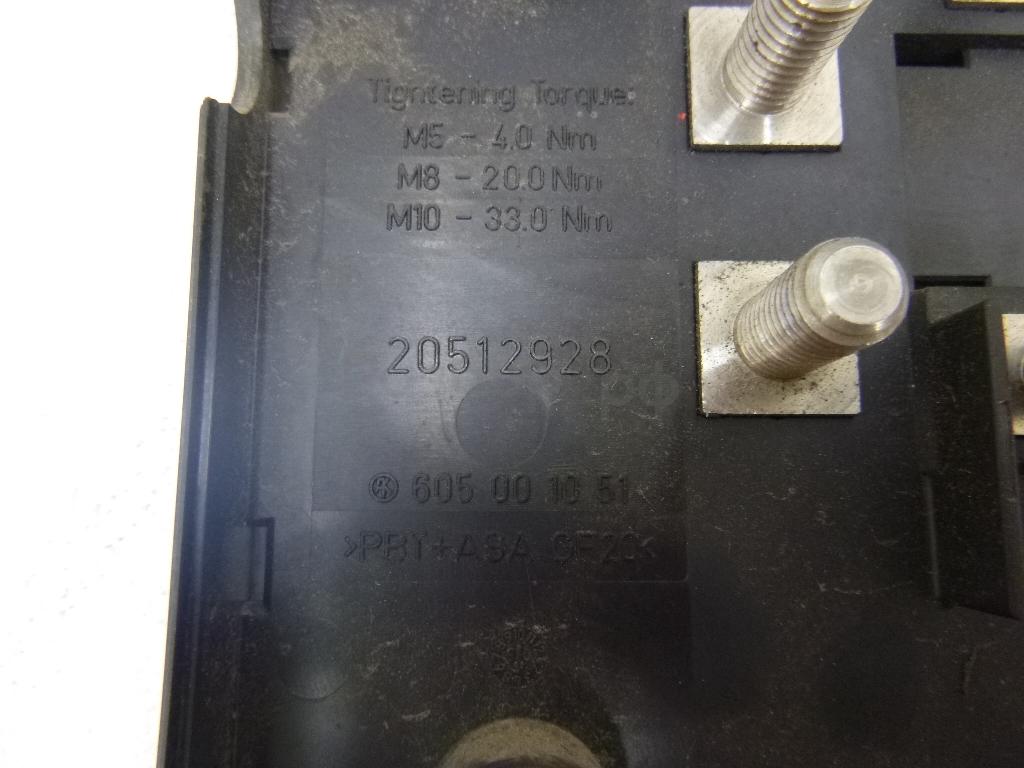 Tightening Torque:
M5 - 4.0 Nm
M8 - 20.0 Nm
M10 - 33.0 Nm
20512928
рф
605 00 10 51
>PBT+ASA GF20<